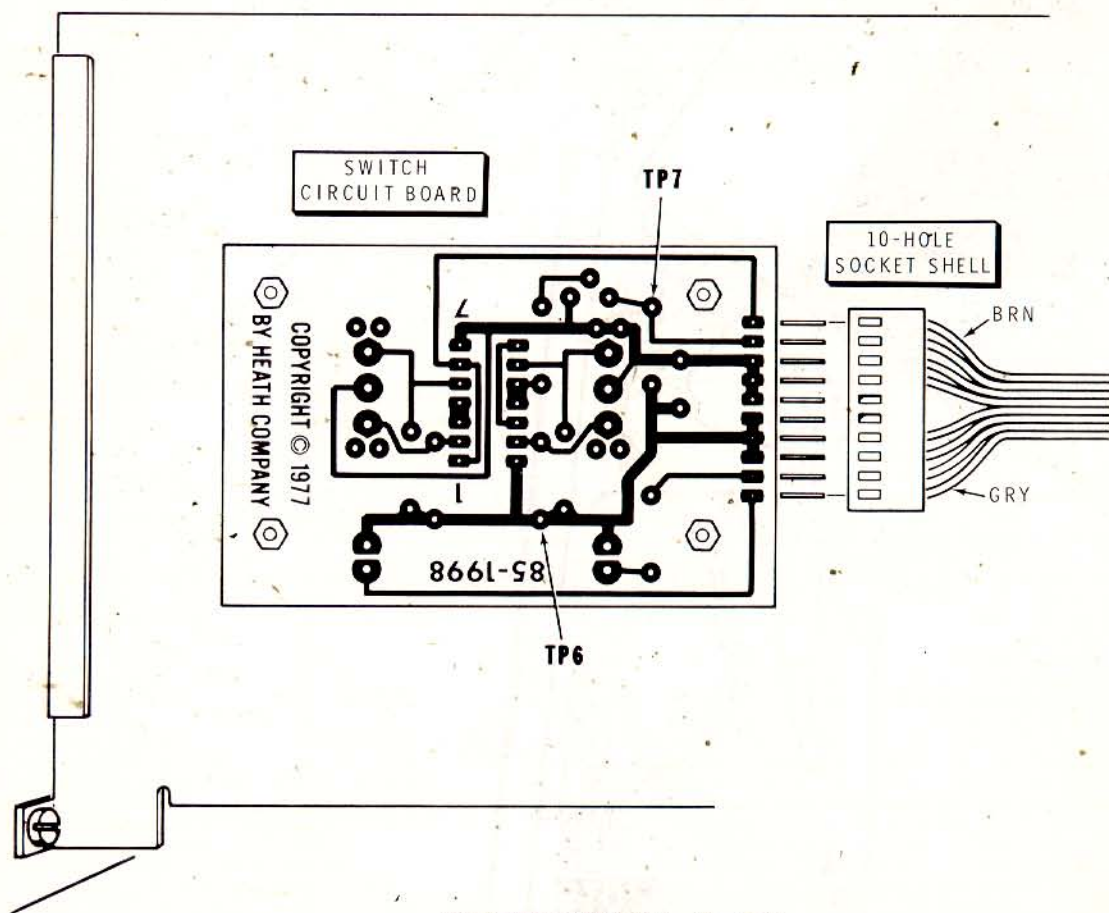 SWITCH
CIRCUIT BOARD
TP7
10-HOLE
SOCKET SHELL
BRN
7
COPYRIGHT © 1977
BY HEATH COMPANY
1
GRY
85-1998
TP6